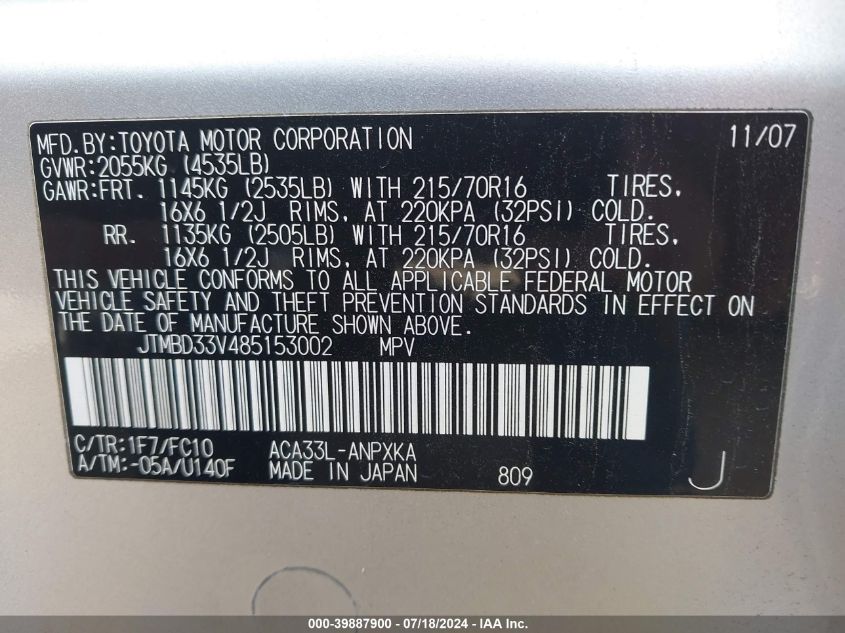 MFD.BY:TOYOTA MOTOR CORPORATION 11/07
GVWR:2055KG (4535LB)
GAWR:FRT. 1145KG (2535LB) WITH 215/70R16 TIRES,
16X6 1/2J RIMS, AT 220KPA (32PSI) COLD.
RR. 1135KG (2505LB) WITH 215/70R16 TIRES,
16X6 1/2J RIMS, AT 220KPA (32PSI) COLD.
THIS VEHICLE CONFORMS TO ALL APPLICABLE FEDERAL MOTOR
VEHICLE SAFETY AND THEFT PREVENTION STANDARDS IN EFFECT ON
THE DATE OF MANUFACTURE SHOWN ABOVE.
JTMBD33V485153002 MPV
C/TR:1F7/FC10 ACA33L-ANPXKA
A/TM:-05A/U140F MADE IN JAPAN 809 J
000-39887900 - 07/18/2024 - IAA Inc.